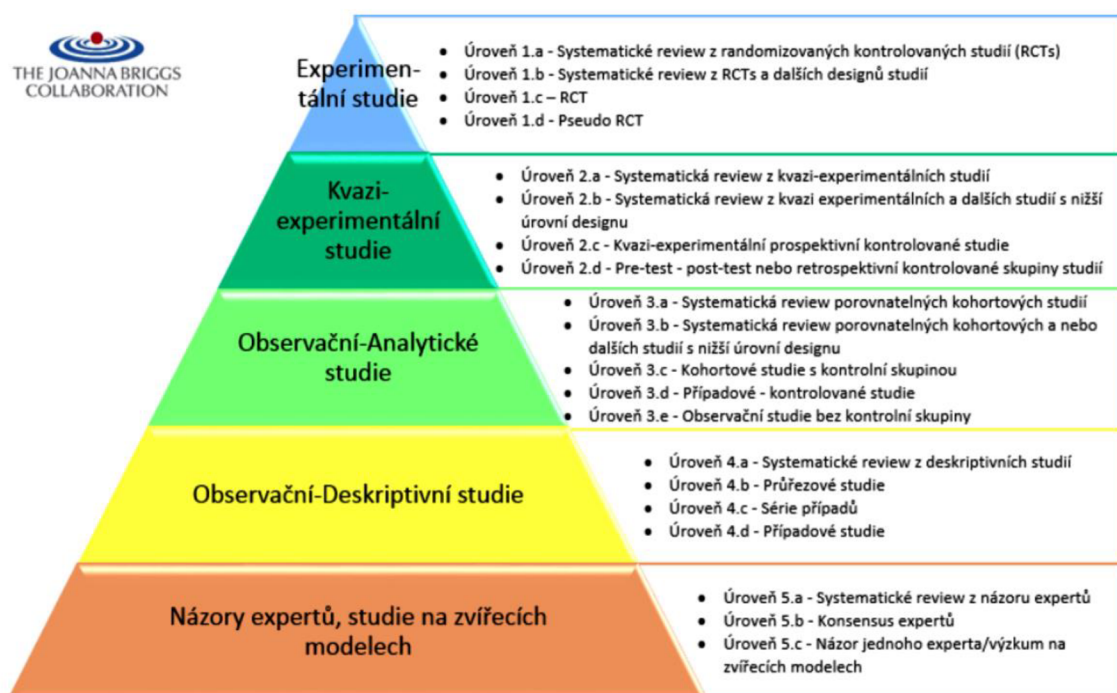 THE JOANNA BRIGGS
COLLABORATION
Experimen-
tální studie
• Úroveň 1.a - Systematické review z randomizovaných kontrolovaných studií (RCTs)
• Úroveň 1.b - Systematické review z RCTs a dalších designů studií
• Úroveň 1.c – RCT
• Úroveň 1.d - Pseudo RCT
Kvazi-
experimentální
studie
• Úroveň 2.a - Systematická review z kvazi-experimentálních studií
• Úroveň 2.b - Systematická review z kvazi experimentálních a dalších studií s nižší
úrovní designu
• Úroveň 2.c - Kvazi-experimentální prospektivní kontrolované studie
• Úroveň 2.d - Pre-test - post-test nebo retrospektivní kontrolované skupiny studií
Observační-Analytické
studie
• Úroveň 3.a - Systematická review porovnatelných kohortových studií
• Úroveň 3.b - Systematická review porovnatelných kohortových a nebo
dalších studií s nižší úrovní designu
• Úroveň 3.c - Kohortové studie s kontrolní skupinou
• Úroveň 3.d - Případové - kontrolované studie
• Úroveň 3.e - Observační studie bez kontrolní skupiny
Observační-Deskriptivní studie
• Úroveň 4.a - Systematické review z deskriptivních studií
• Úroveň 4.b - Průřezové studie
• Úroveň 4.c - Série případů
• Úroveň 4.d - Případové studie
Názory expertů, studie na zvířecích
modelech
• Úroveň 5.a - Systematické review z názoru expertů
• Úroveň 5.b - Konsensus expertů
• Úroveň 5.c - Názor jednoho experta/výzkum na
zvířecích modelech